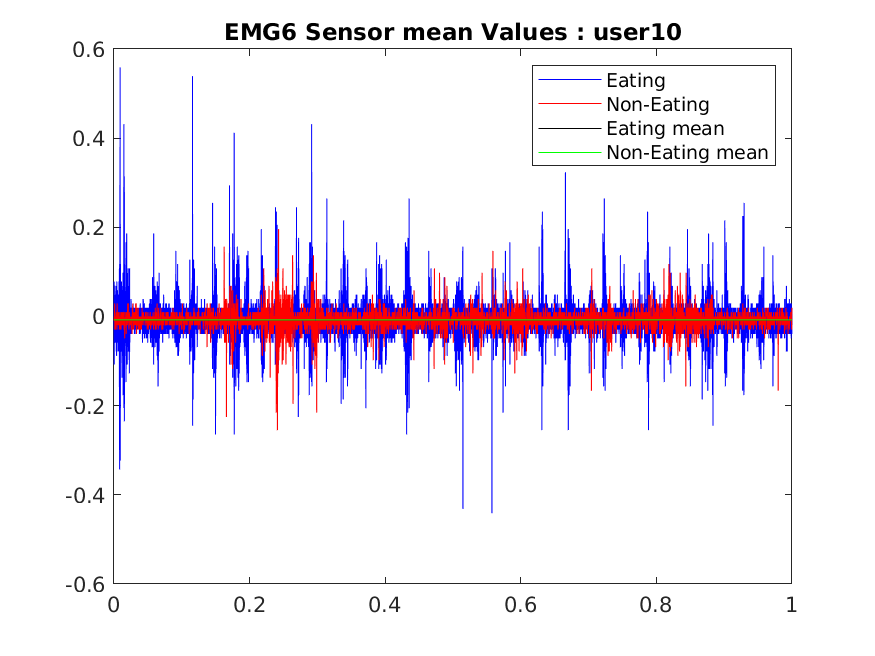 EMG6 Sensor mean Values : user10
0.6
0.4
0.2
0
-0.2
-0.4
-0.6
0
0.2
0.4
0.6
0.8
1
Eating
Non-Eating
Eating mean
Non-Eating mean